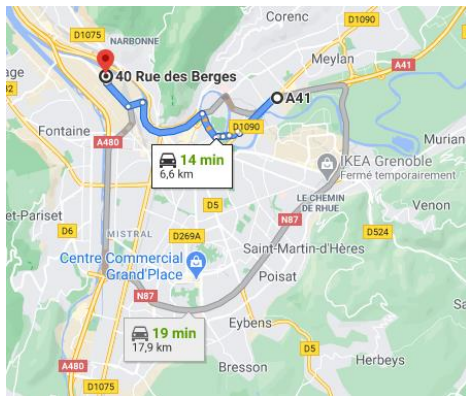 D1075
NARBONNE
Corenc
D1090
40 Rue des Berges
Meylan
A41
A41
Fontaine
A480
D1090
Murian
14 min
6,6 km
IKEA Grenoble
Fermé temporairement
et-Pariset
D5
LE CHEMIN
DE RHUE
Venon
D6
MISTRAL
D269A
N87
D524
Centre Commercial
Grand'Place
Saint-Martin-d'Hères
Poisat
N87
19 min
17,9 km
Eybens
A480
Bresson
D5
Herbeys
D1075